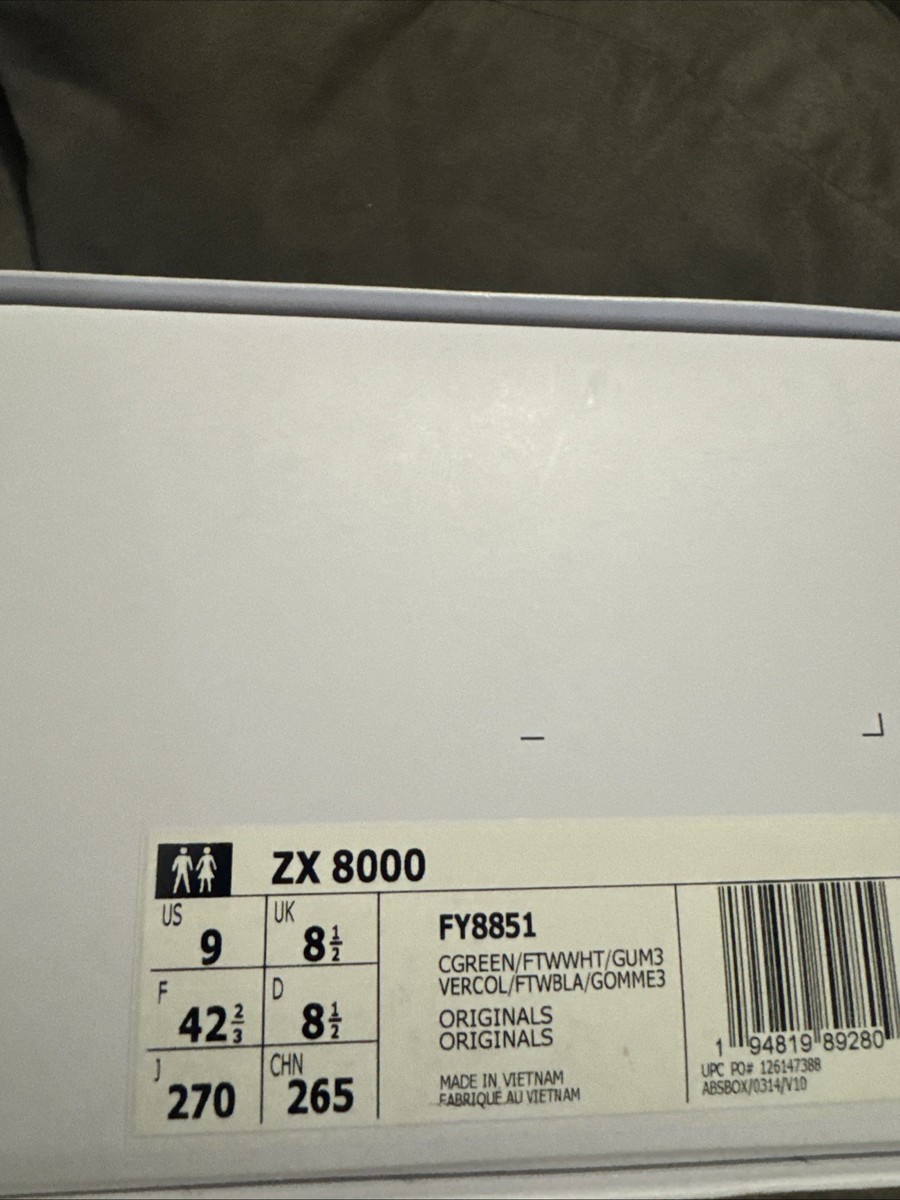 ZX 8000
US 9 UK 8½
F 42⅔ D 8½
J 270 CHN 265
FY8851
CGREEN/FTWWHT/GUM3
VERCOL/FTWBLA/GOMME3
ORIGINALS
ORIGINALS
MADE IN VIETNAM
FABRIQUÉ AU VIETNAM
1 94819 89280
UPC PO# 126147388
ABSBOX/0314/V10